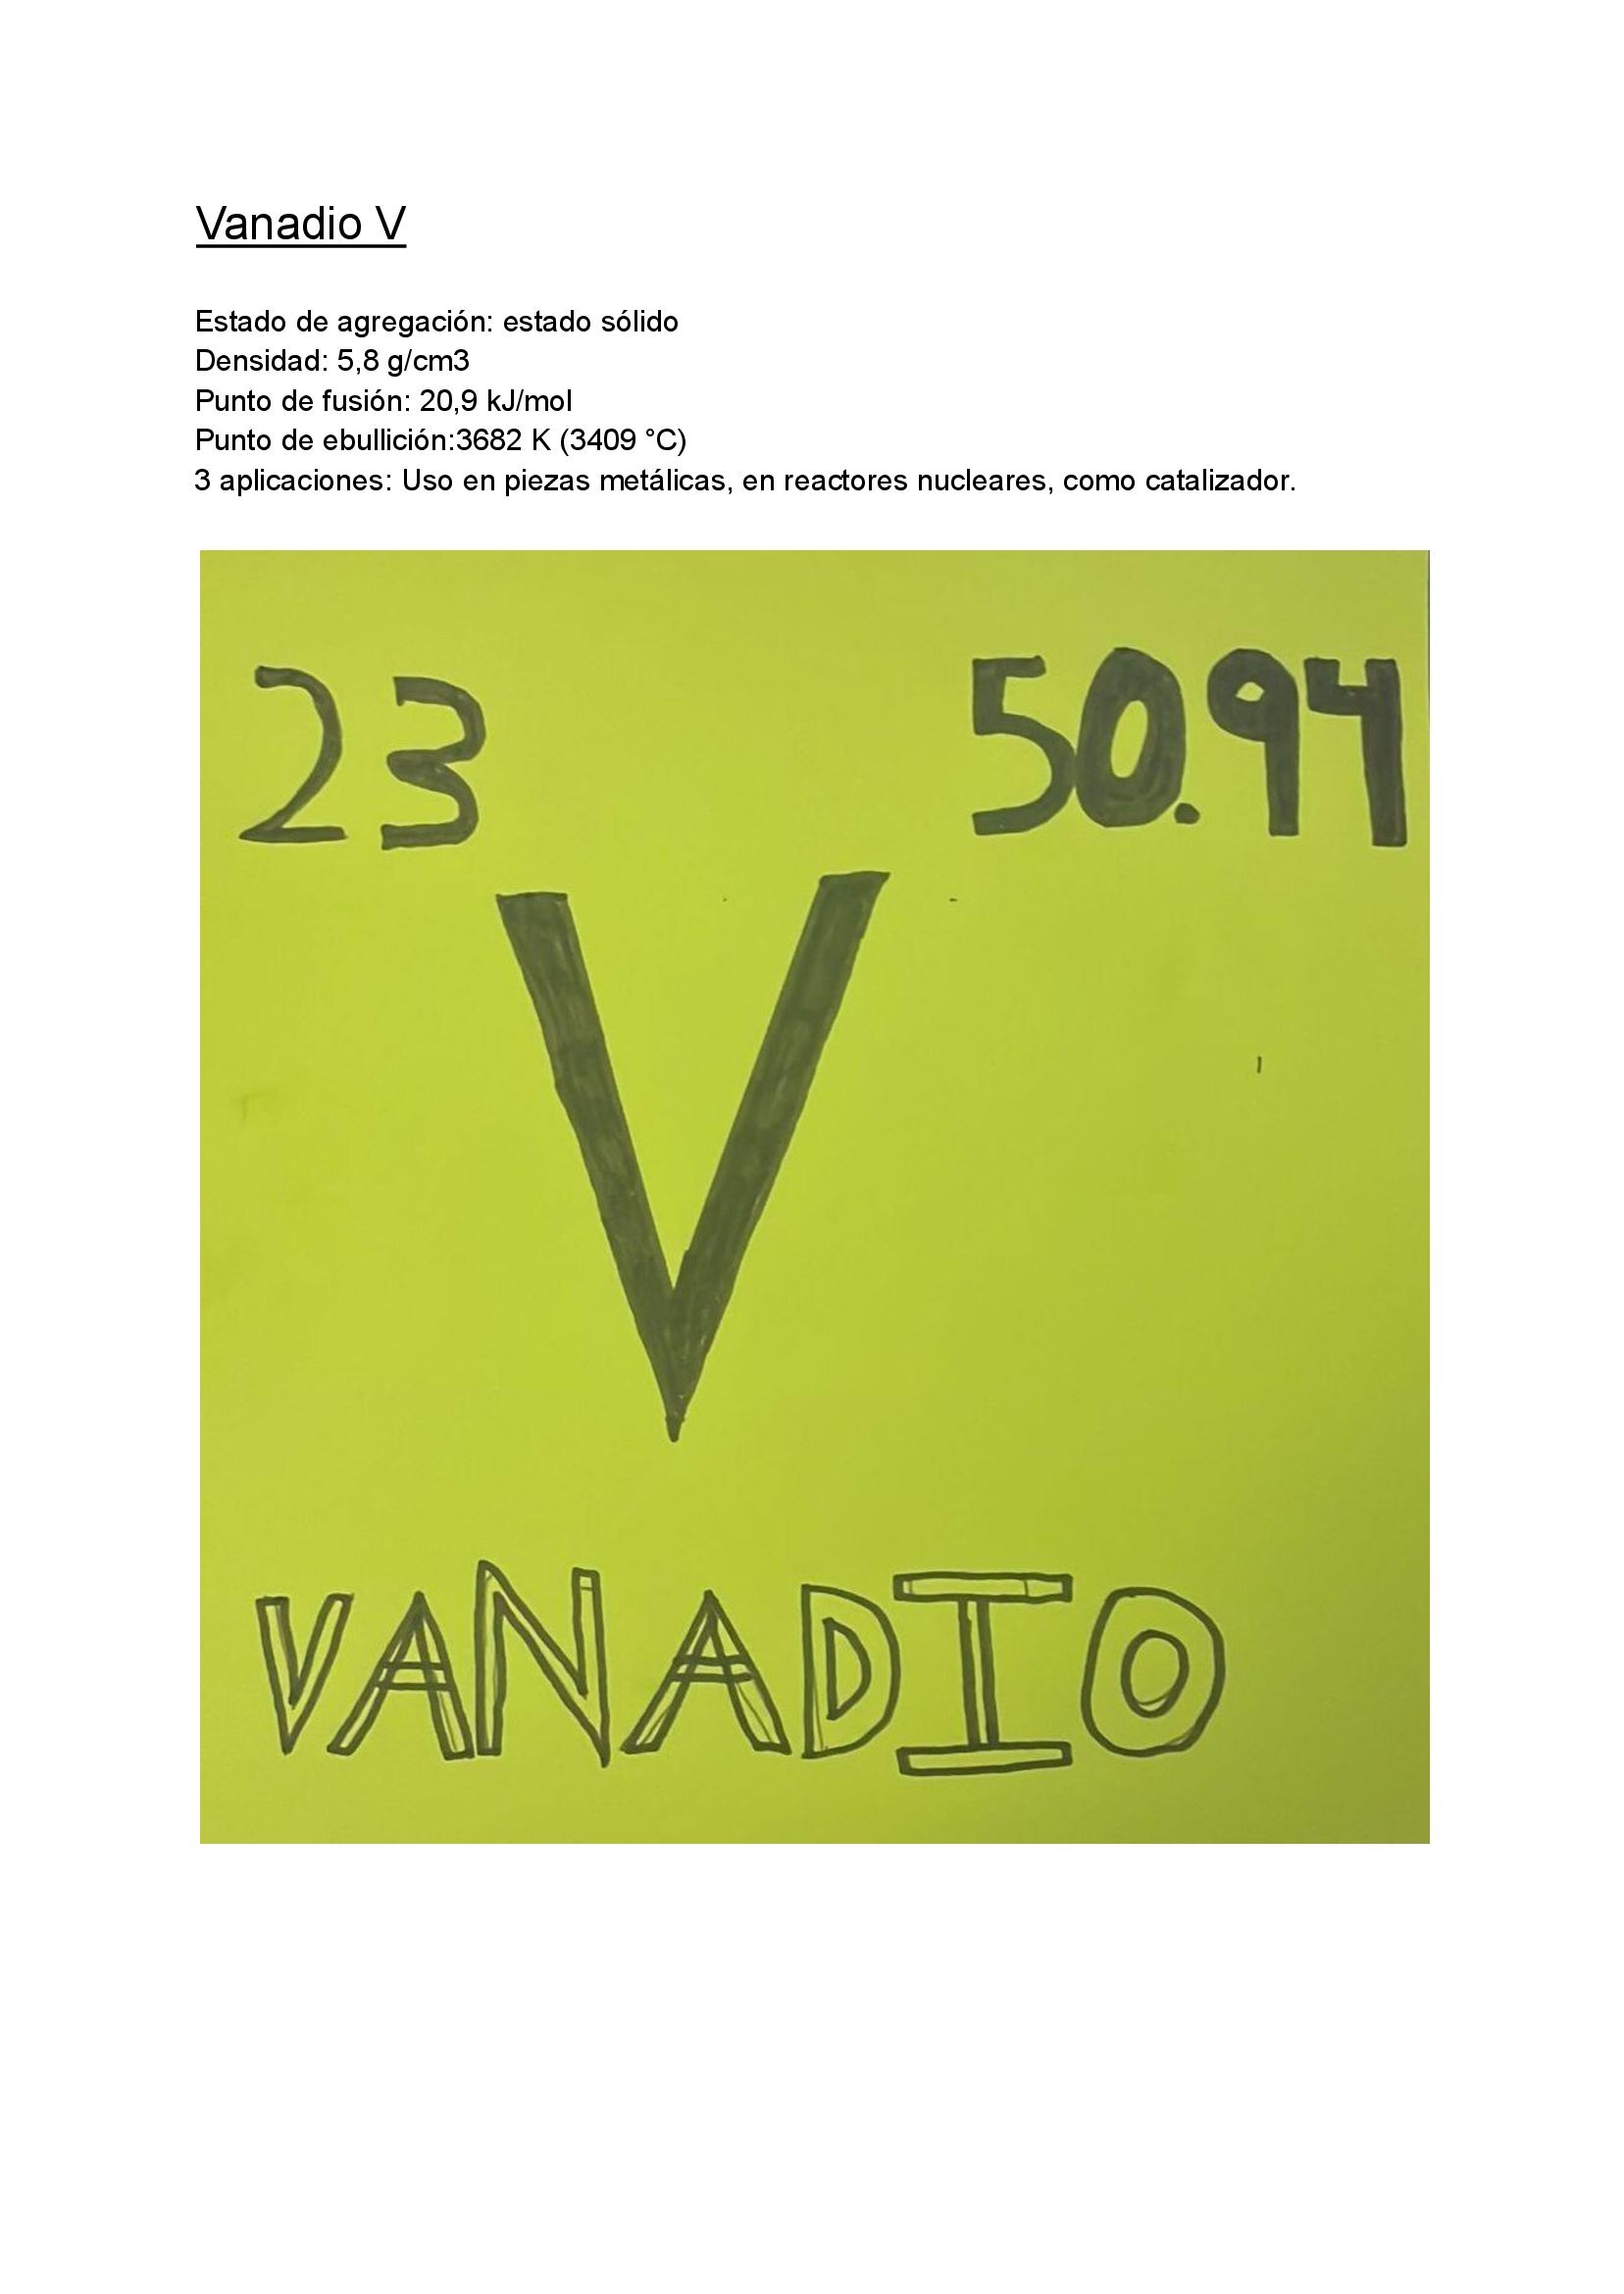 Vanadio V
Estado de agregación: estado sólido
Densidad: 5,8 g/cm3
Punto de fusión: 20,9 kJ/mol
Punto de ebullición:3682 K (3409 °C)
3 aplicaciones: Uso en piezas metálicas, en reactores nucleares, como catalizador.
23 50.94
V
VANADIO